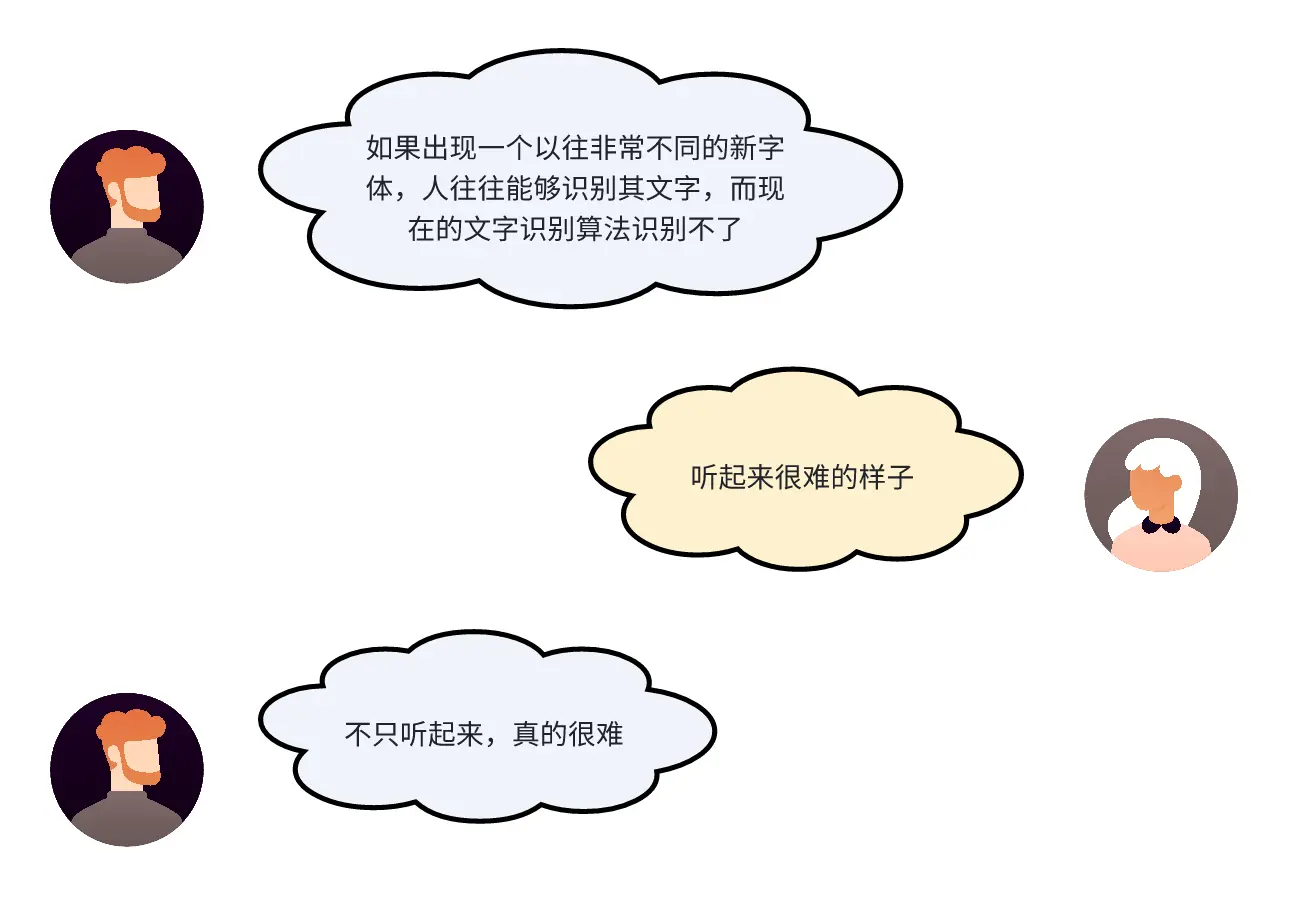 如果出现一个以往非常不同的新字
体，人往往能够识别其文字，而现
在的文字识别算法识别不了
听起来很难的样子
不只听起来，真的很难